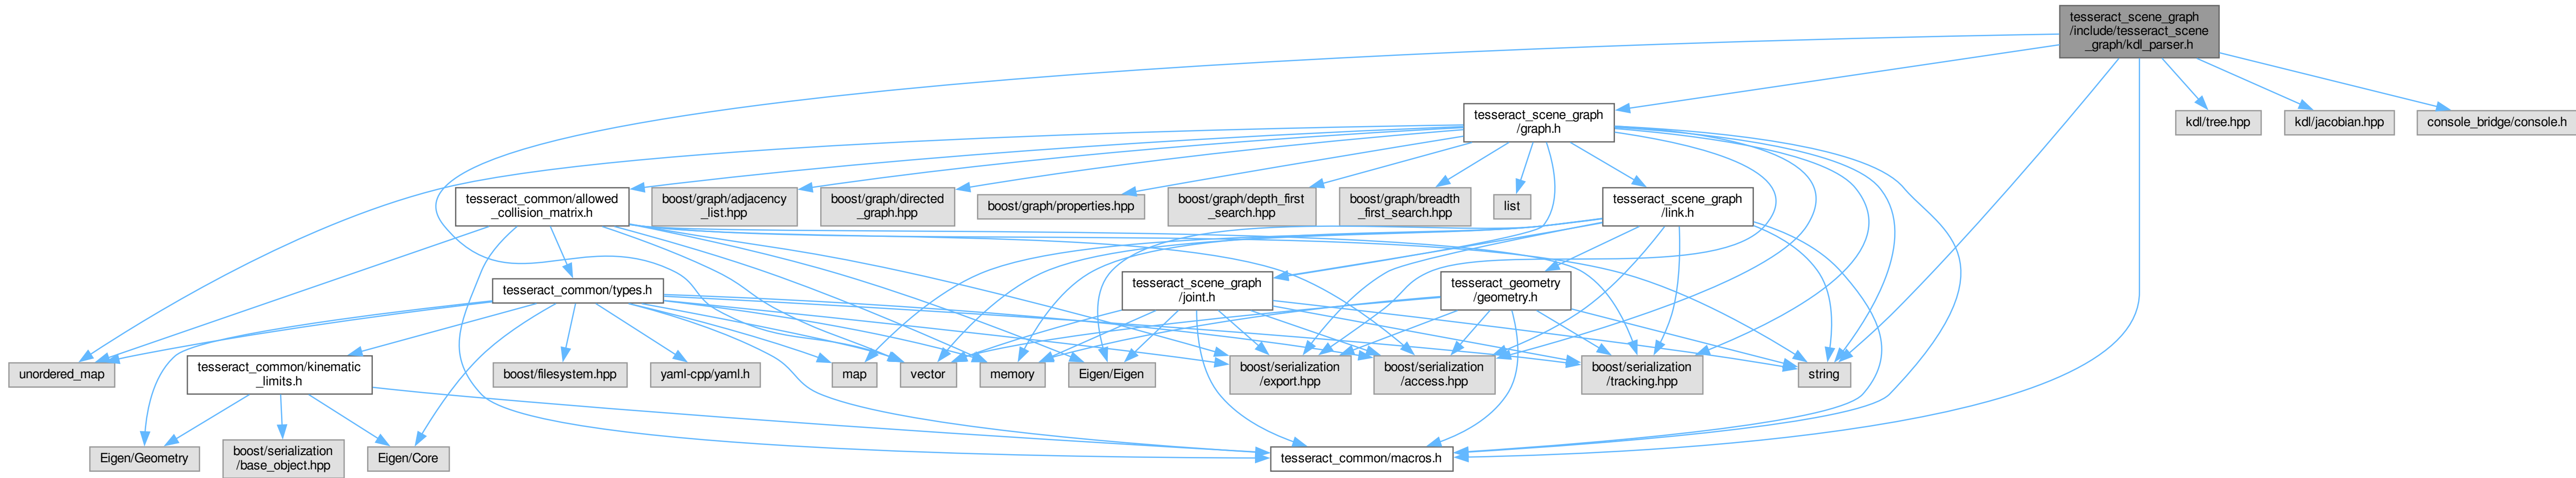 tesseract_scene_graph
/include/tesseract_scene
_graph/kdl_parser.h
tesseract_scene_graph
/graph.h
kdl/tree.hpp
kdl/jacobian.hpp
console_bridge/console.h
tesseract_common/allowed
_collision_matrix.h
boost/graph/adjacency
_list.hpp
boost/graph/directed
_graph.hpp
boost/graph/properties.hpp
boost/graph/depth_first
_search.hpp
boost/graph/breadth
_first_search.hpp
list
tesseract_scene_graph
/link.h
tesseract_common/types.h
tesseract_scene_graph
/joint.h
tesseract_geometry
/geometry.h
unordered_map
tesseract_common/kinematic
_limits.h
boost/filesystem.hpp
yaml-cpp/yaml.h
map
vector
memory
Eigen/Eigen
boost/serialization
/export.hpp
boost/serialization
/access.hpp
boost/serialization
/tracking.hpp
string
Eigen/Geometry
boost/serialization
/base_object.hpp
Eigen/Core
tesseract_common/macros.h